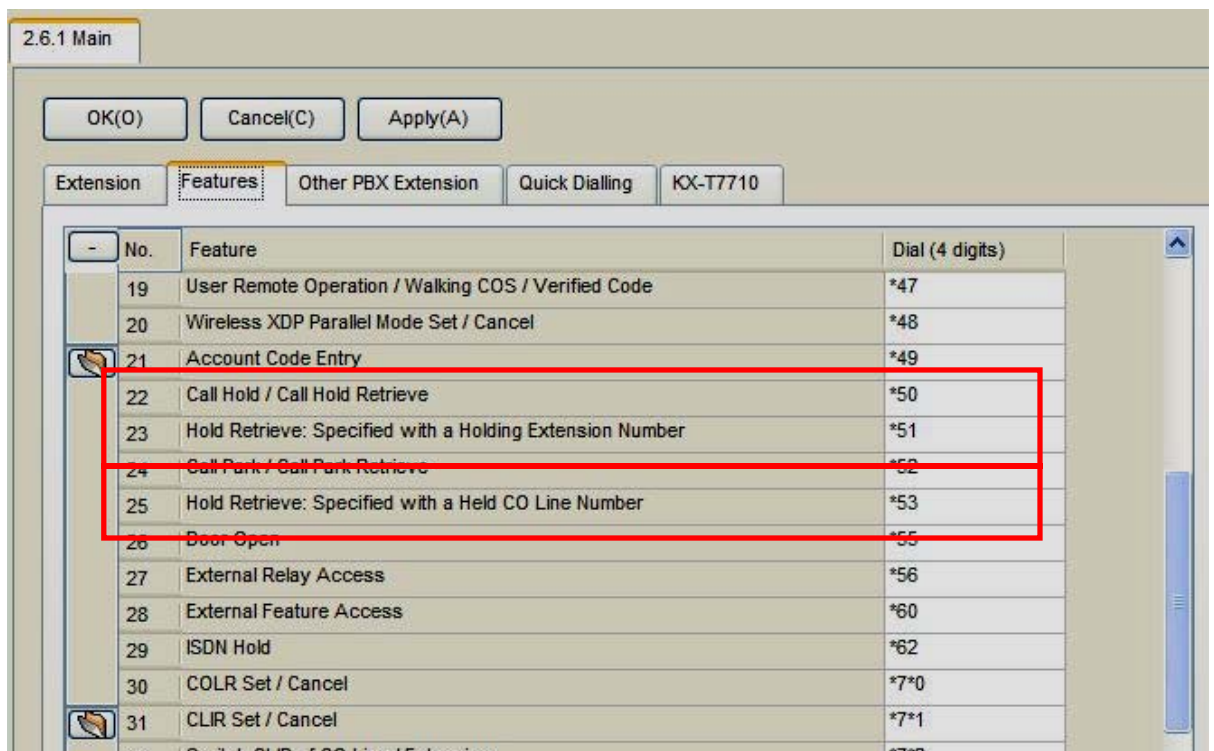 2.6.1 Main
OK(O) Cancel(C) Apply(A)
Extension Features Other PBX Extension Quick Dialling KX-T7710
- No. Feature Dial (4 digits)
19 User Remote Operation / Walking COS / Verified Code *47
20 Wireless XDP Parallel Mode Set / Cancel *48
21 Account Code Entry *49
22 Call Hold / Call Hold Retrieve *50
23 Hold Retrieve: Specified with a Holding Extension Number *51
24 Call Park / Call Park Retrieve *52
25 Hold Retrieve: Specified with a Held CO Line Number *53
26 Door Open *55
27 External Relay Access *56
28 External Feature Access *60
29 ISDN Hold *62
30 COLR Set / Cancel *7*0
31 CLIR Set / Cancel *7*1